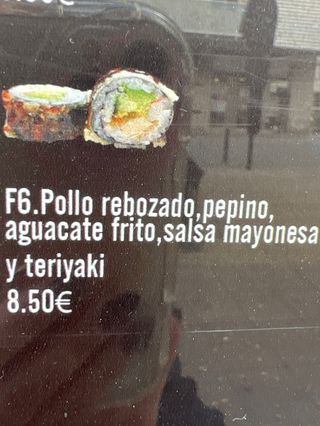 F6.Pollo rebozado,pepino,
aguacate frito,salsa mayonesa
y teriyaki
8.50€